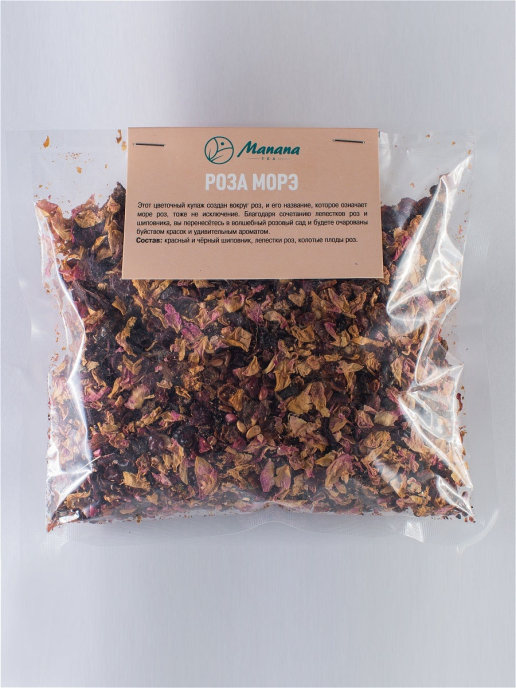 Manana
TEA
РОЗА МОРЭ
Этот цветочный купаж создан вокруг роз, и его название, которое означает
море роз, тоже не исключение. Благодаря сочетанию лепестков роз и
шиповника, вы перенесётесь в волшебный розовый сад и будете очарованы
буйством красок и удивительным ароматом.
Состав: красный и чёрный шиповник, лепестки роз, колотые плоды роз.